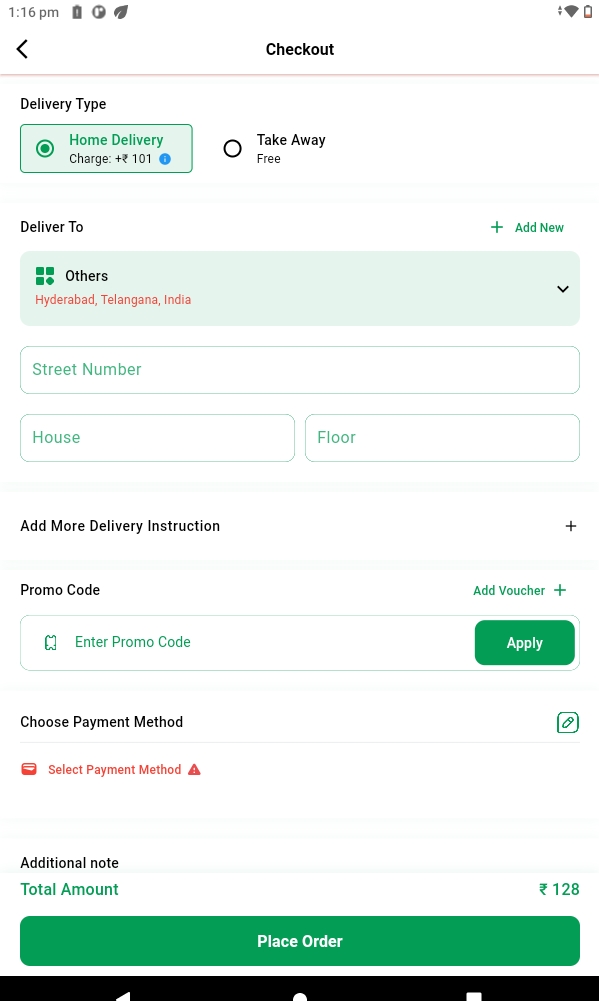 1:16 pm
Checkout
Delivery Type
Home Delivery
Charge: +₹ 101
Take Away
Free
Deliver To
Add New
Others
Hyderabad, Telangana, India
Street Number
House
Floor
Add More Delivery Instruction
Promo Code
Add Voucher
Enter Promo Code
Apply
Choose Payment Method
Select Payment Method
Additional note
Total Amount
₹ 128
Place Order